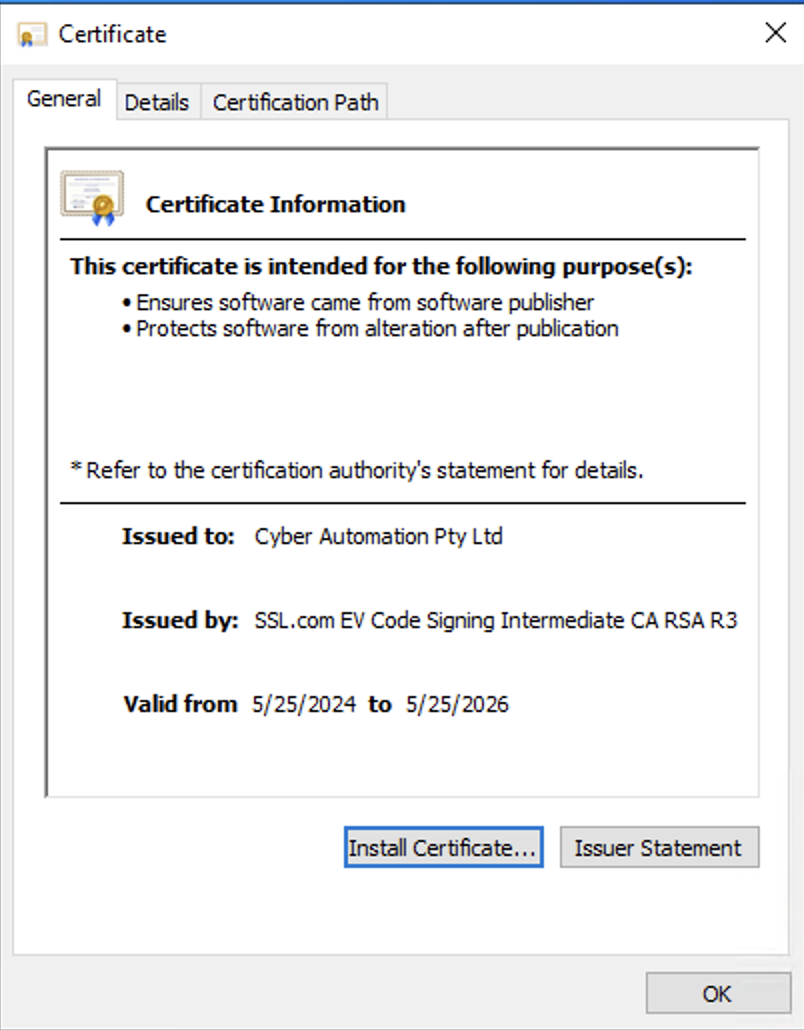 Certificate
General Details Certification Path
Certificate Information
This certificate is intended for the following purpose(s):
• Ensures software came from software publisher
• Protects software from alteration after publication
* Refer to the certification authority's statement for details.
Issued to: Cyber Automation Pty Ltd
Issued by: SSL.com EV Code Signing Intermediate CA RSA R3
Valid from 5/25/2024 to 5/25/2026
Install Certificate... Issuer Statement
OK